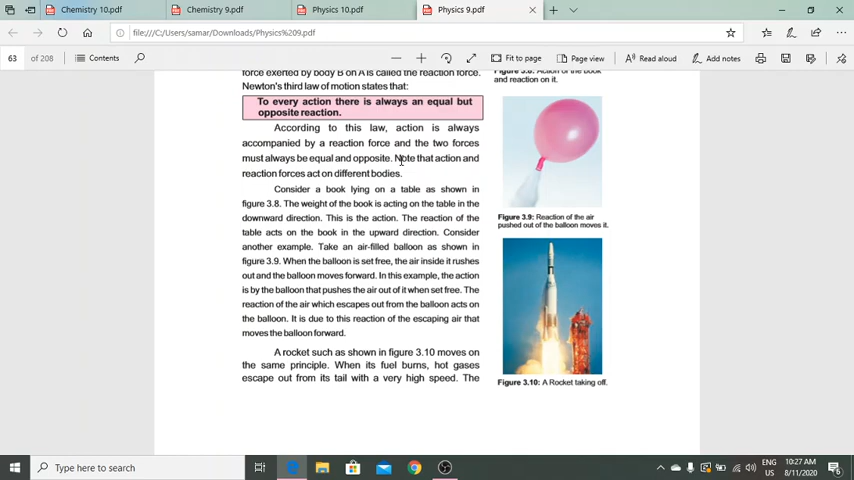 Chemistry 10.pdf
Chemistry 9.pdf
Physics 10.pdf
Physics 9.pdf
file:///C:/Users/samar/Downloads/Physics%209.pdf
63 of 208
Contents
Fit to page
Page view
Read aloud
Add notes
force exerted by body B on A is called the reaction force.
Newton's third law of motion states that:
To every action there is always an equal but
opposite reaction.
According to this law, action is always
accompanied by a reaction force and the two forces
must always be equal and opposite. Note that action and
reaction forces act on different bodies.
Consider a book lying on a table as shown in
figure 3.8. The weight of the book is acting on the table in the
downward direction. This is the action. The reaction of the
table acts on the book in the upward direction. Consider
another example. Take an air-filled balloon as shown in
figure 3.9. When the balloon is set free, the air inside it rushes
out and the balloon moves forward. In this example, the action
is by the balloon that pushes the air out of it when set free. The
reaction of the air which escapes out from the balloon acts on
the balloon. It is due to this reaction of the escaping air that
moves the balloon forward.
A rocket such as shown in figure 3.10 moves on
the same principle. When its fuel burns, hot gases
escape out from its tail with a very high speed. The
Figure 3.8: Action of the book
and reaction on it.
Figure 3.9: Reaction of the air
pushed out of the balloon moves it.
Figure 3.10: A Rocket taking off.
Type here to search
ENG
US
10:27 AM
8/11/2020